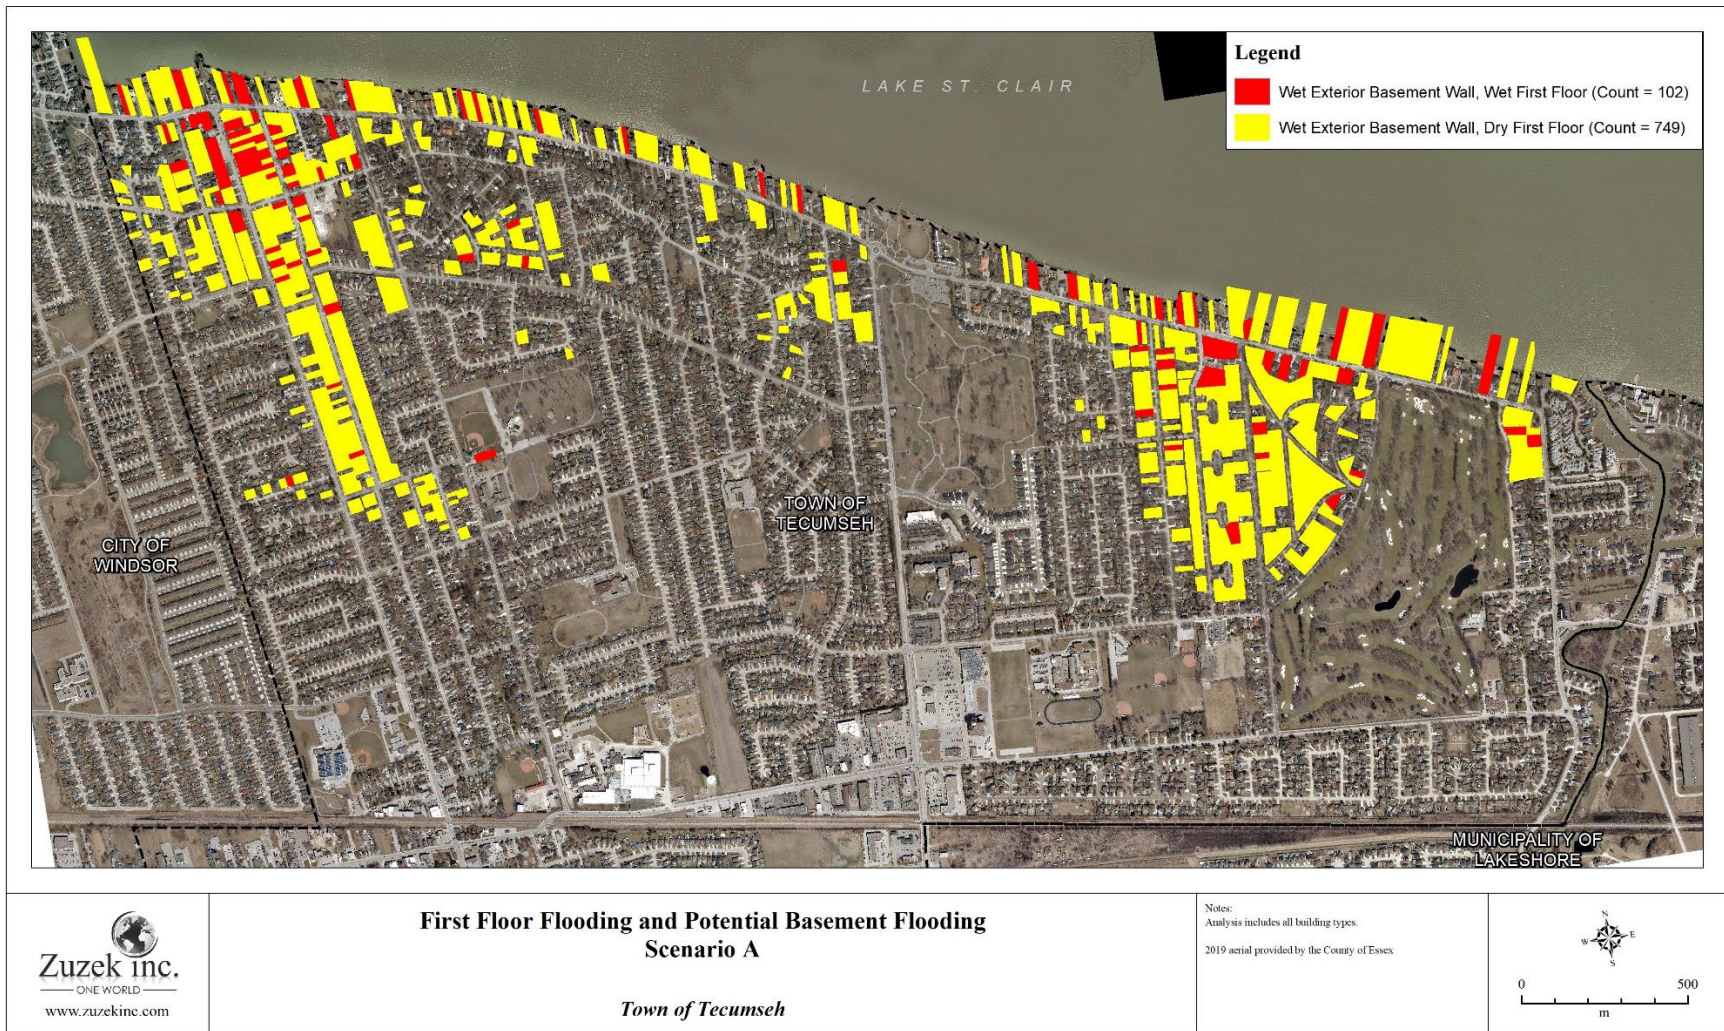 LAKE ST. CLAIR
Legend
Wet Exterior Basement Wall, Wet First Floor (Count = 102)
Wet Exterior Basement Wall, Dry First Floor (Count = 749)
TOWN OF
TECUMSEH
CITY OF
WINDSOR
MUNICIPALITY OF
LAKESHORE
Zuzek inc.
ONE WORLD
www.zuzekinc.com
First Floor Flooding and Potential Basement Flooding
Scenario A
Town of Tecumseh
Notes:
Analysis includes all building types.
2019 aerial provided by the County of Essex
N
W E
S
0 500
m